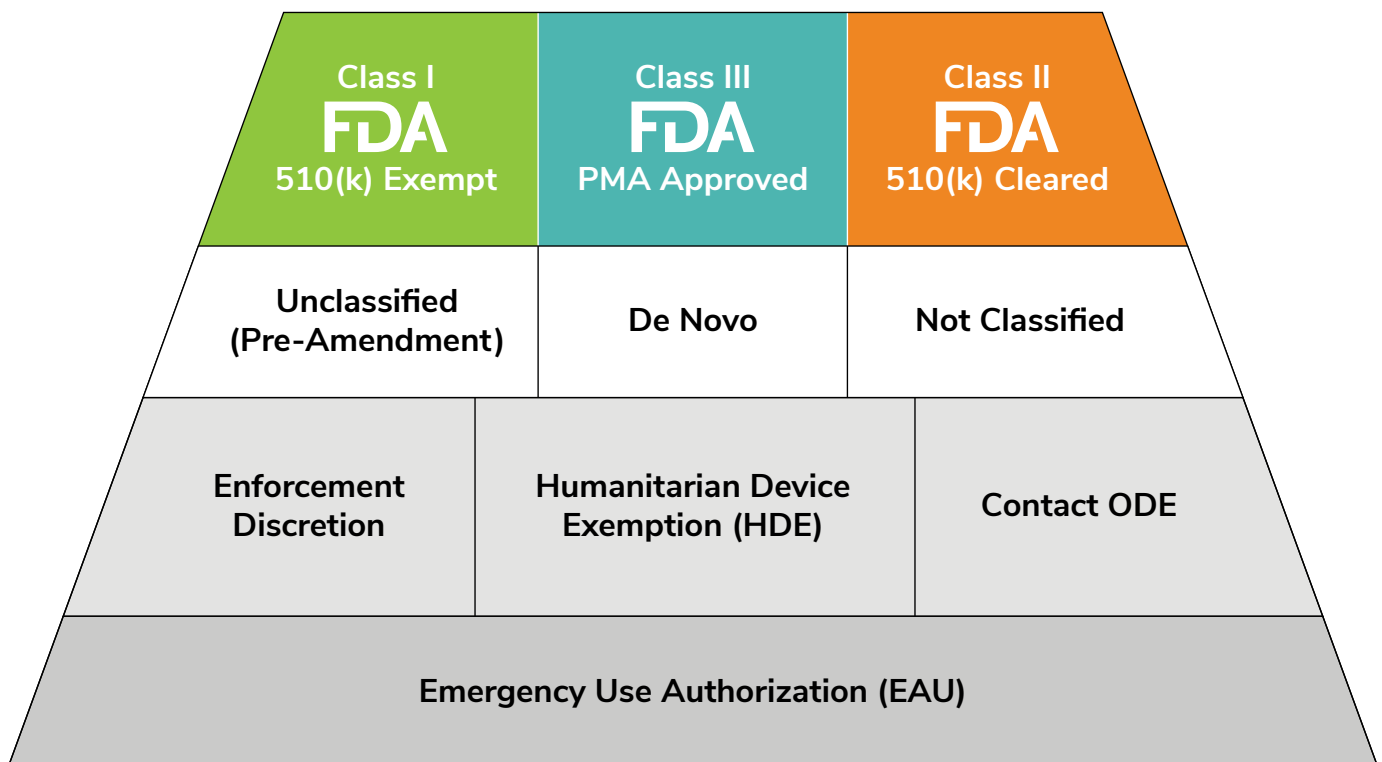 Class I
FDA
510(k) Exempt
Class III
FDA
PMA Approved
Class II
FDA
510(k) Cleared
Unclassified
(Pre-Amendment)
De Novo
Not Classified
Enforcement
Discretion
Humanitarian Device
Exemption (HDE)
Contact ODE
Emergency Use Authorization (EAU)